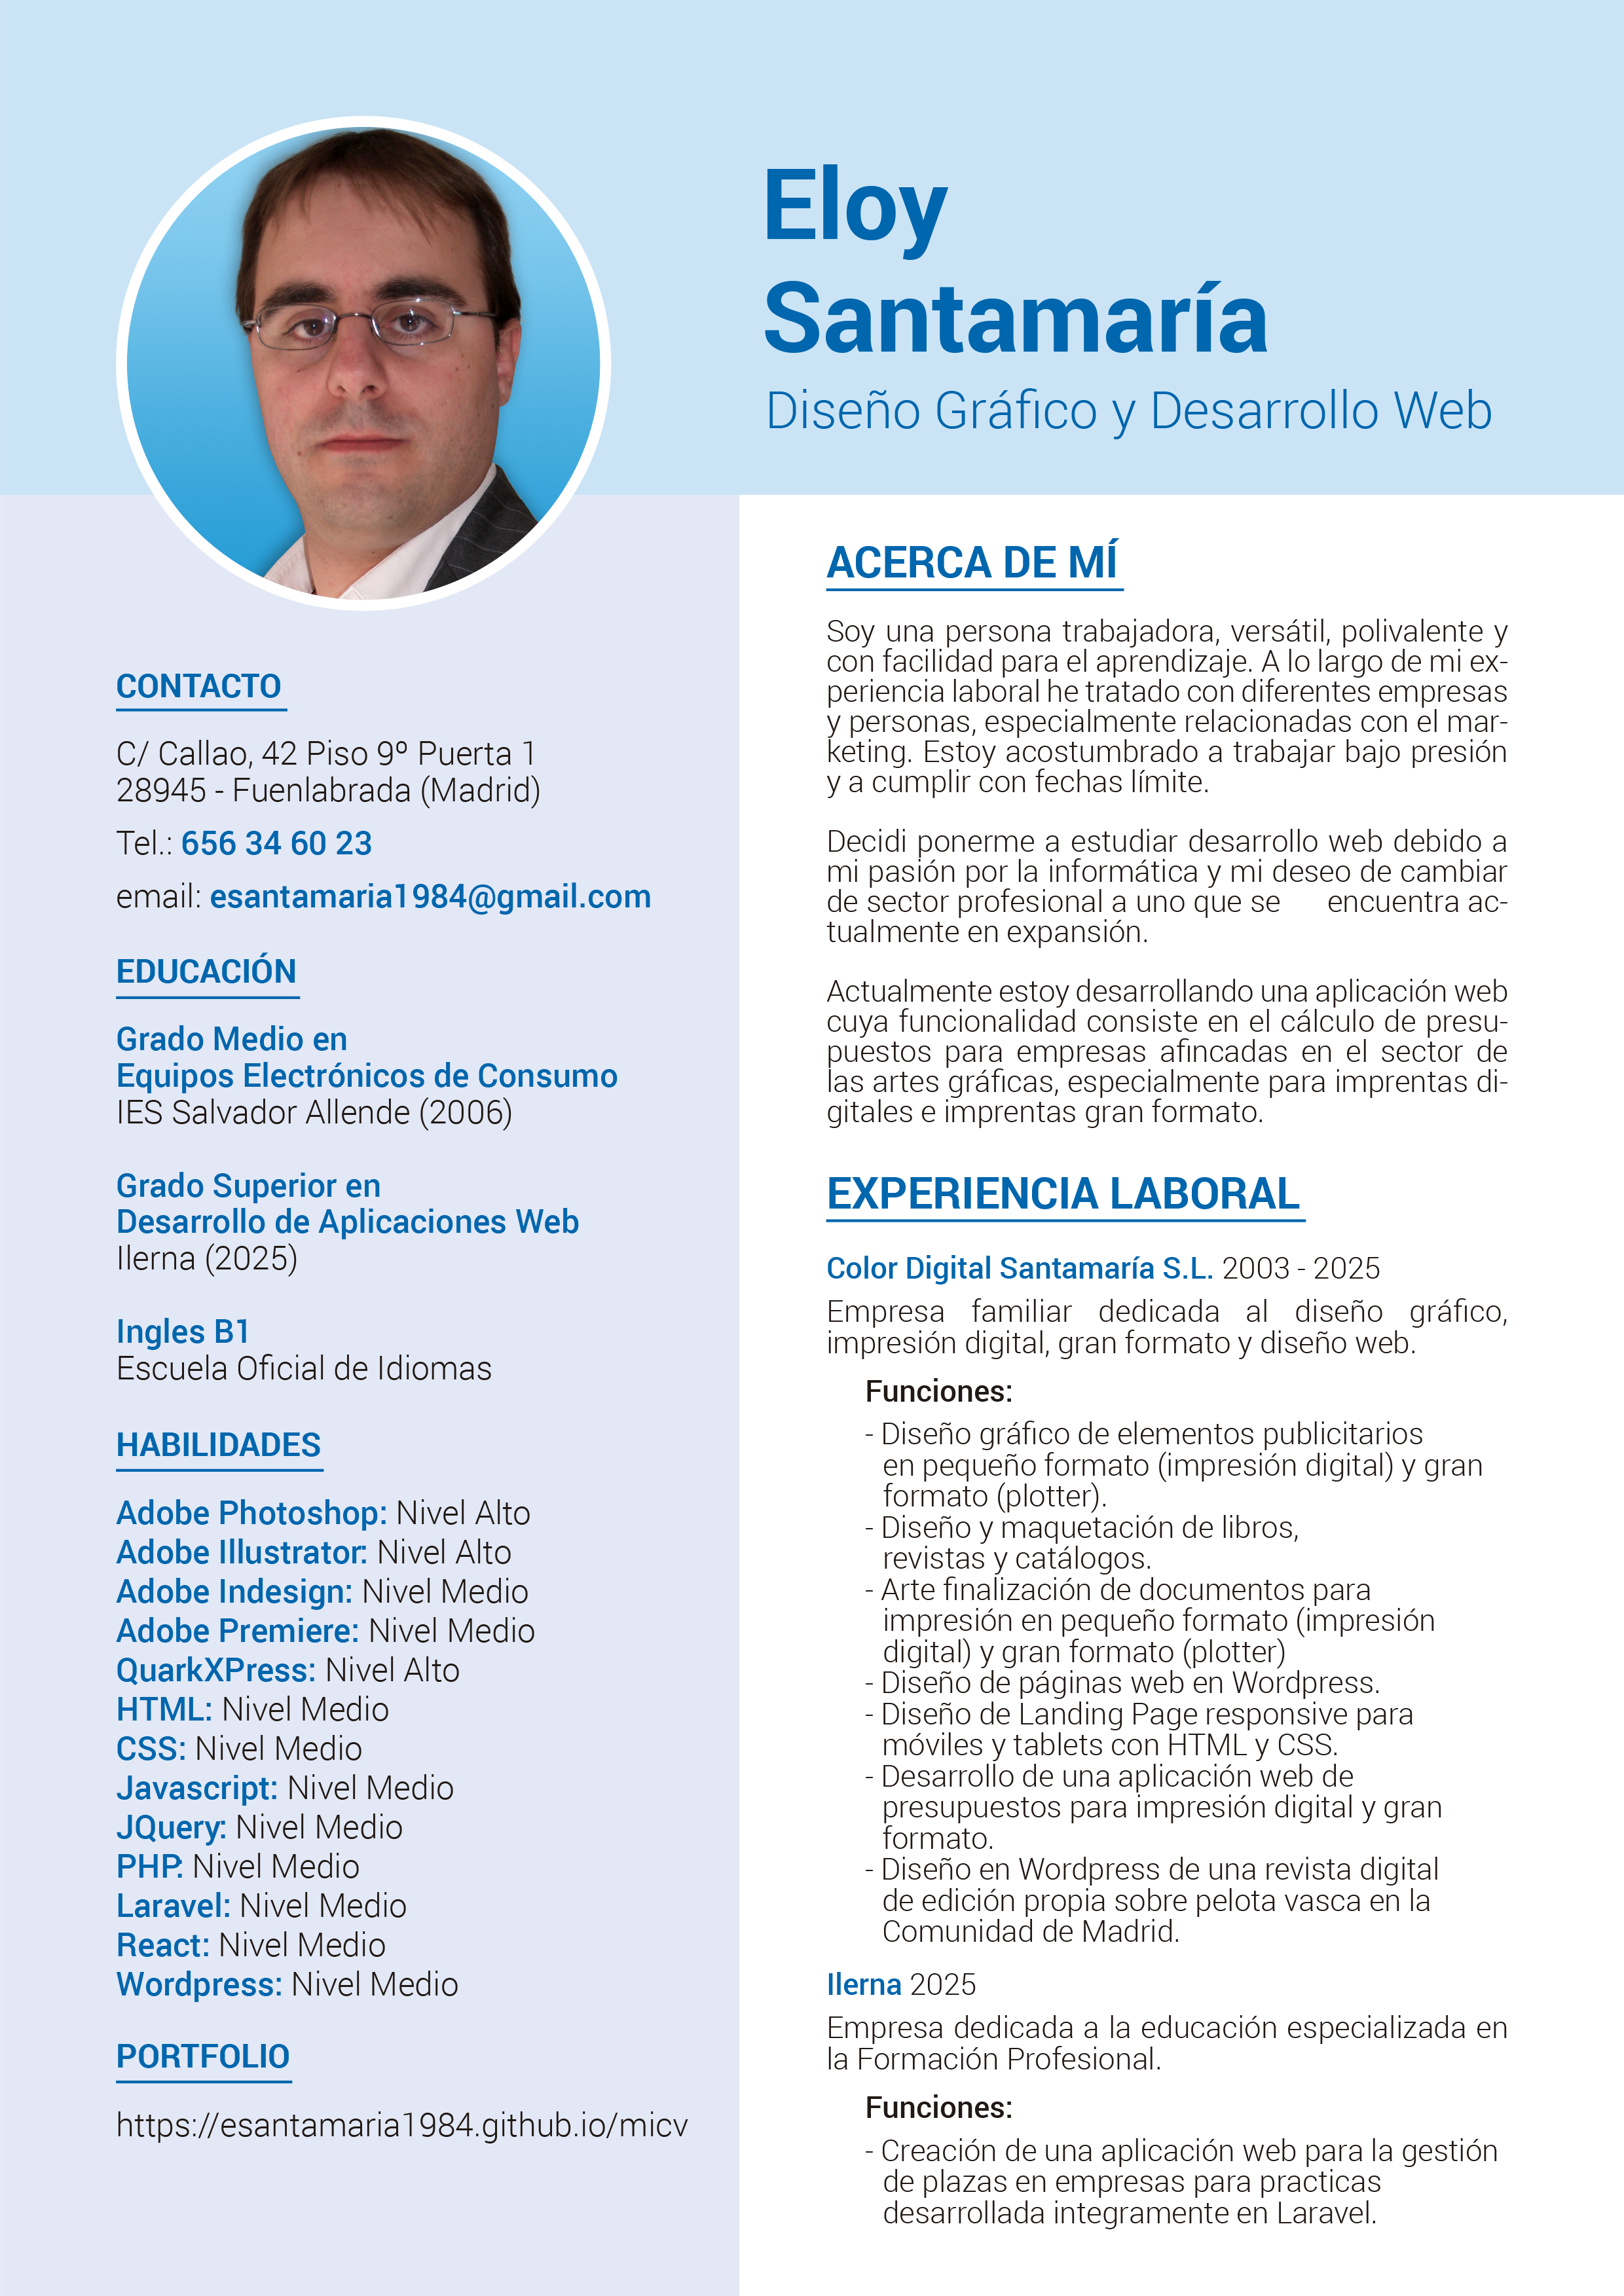 Eloy
Santamaría
Diseño Gráfico y Desarrollo Web
CONTACTO
C/ Callao, 42 Piso 9º Puerta 1
28945 - Fuenlabrada (Madrid)
Tel.: 656 34 60 23
email: esantamaria1984@gmail.com
EDUCACIÓN
Grado Medio en
Equipos Electrónicos de Consumo
IES Salvador Allende (2006)
Grado Superior en
Desarrollo de Aplicaciones Web
Ilerna (2025)
Ingles B1
Escuela Oficial de Idiomas
HABILIDADES
Adobe Photoshop: Nivel Alto
Adobe Illustrator: Nivel Alto
Adobe Indesign: Nivel Medio
Adobe Premiere: Nivel Medio
QuarkXPress: Nivel Alto
HTML: Nivel Medio
CSS: Nivel Medio
Javascript: Nivel Medio
JQuery: Nivel Medio
PHP: Nivel Medio
Laravel: Nivel Medio
React: Nivel Medio
Wordpress: Nivel Medio
PORTFOLIO
https://esantamaria1984.github.io/micv
ACERCA DE MÍ
Soy una persona trabajadora, versátil, polivalente y
con facilidad para el aprendizaje. A lo largo de mi ex-
periencia laboral he tratado con diferentes empresas
y personas, especialmente relacionadas con el mar-
keting. Estoy acostumbrado a trabajar bajo presión
y a cumplir con fechas límite.
Decidi ponerme a estudiar desarrollo web debido a
mi pasión por la informática y mi deseo de cambiar
de sector profesional a uno que se encuentra ac-
tualmente en expansión.
Actualmente estoy desarrollando una aplicación web
cuya funcionalidad consiste en el cálculo de presu-
puestos para empresas afincadas en el sector de
las artes gráficas, especialmente para imprentas di-
gitales e imprentas gran formato.
EXPERIENCIA LABORAL
Color Digital Santamaría S.L. 2003 - 2025
Empresa familiar dedicada al diseño gráfico,
impresión digital, gran formato y diseño web.
Funciones:
- Diseño gráfico de elementos publicitarios
en pequeño formato (impresión digital) y gran
formato (plotter).
- Diseño y maquetación de libros,
revistas y catálogos.
- Arte finalización de documentos para
impresión en pequeño formato (impresión
digital) y gran formato (plotter)
- Diseño de páginas web en Wordpress.
- Diseño de Landing Page responsive para
móviles y tablets con HTML y CSS.
- Desarrollo de una aplicación web de
presupuestos para impresión digital y gran
formato.
- Diseño en Wordpress de una revista digital
de edición propia sobre pelota vasca en la
Comunidad de Madrid.
Ilerna 2025
Empresa dedicada a la educación especializada en
la Formación Profesional.
Funciones:
- Creación de una aplicación web para la gestión
de plazas en empresas para practicas
desarrollada integramente en Laravel.